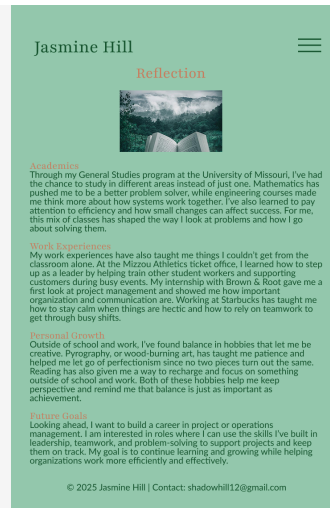 Jasmine Hill
Reflection
Academics
Through my General Studies program at the University of Missouri, I've had
the chance to study in different areas instead of just one. Mathematics has
pushed me to be a better problem solver, while engineering courses made
me think more about how systems work together. I've also learned to pay
attention to efficiency and how small changes can affect success. For me,
this mix of classes has shaped the way I look at problems and how I go
about solving them.
Work Experiences
My work experiences have also taught me things I couldn't get from the
classroom alone. At the Mizzou Athletics ticket office, I learned how to step
up as a leader by helping train other student workers and supporting
customers during busy events. My internship with Brown & Root gave me a
first look at project management and showed me how important
organization and communication are. Working at Starbucks has taught me
how to stay calm when things are hectic and how to rely on teamwork to
get through busy shifts.
Personal Growth
Outside of school and work, I've found balance in hobbies that let me be
creative. Pyrography, or wood-burning art, has taught me patience and
helped me let go of perfectionism since no two pieces turn out the same.
Reading has also given me a way to recharge and focus on something
outside of school and work. Both of these hobbies help me keep
perspective and remind me that balance is just as important as
achievement.
Future Goals
Looking ahead, I want to build a career in project or operations
management. I am interested in roles where I can use the skills I've built in
leadership, teamwork, and problem-solving to support projects and keep
them on track. My goal is to continue learning and growing while helping
organizations work more efficiently and effectively.
© 2025 Jasmine Hill | Contact: shadowhill12@gmail.com